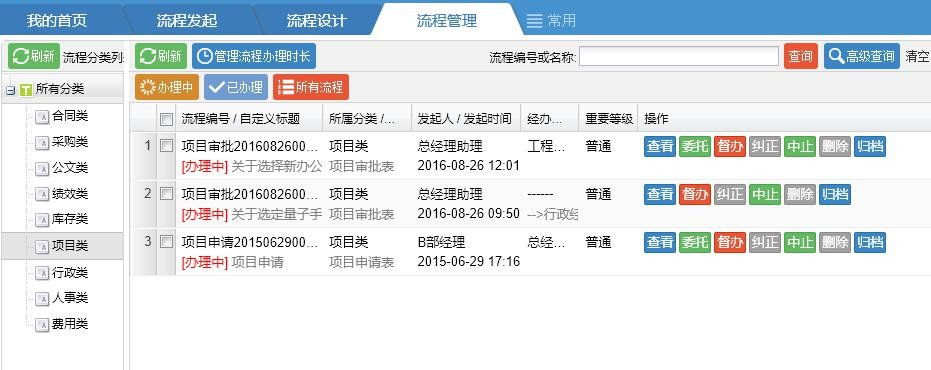 我的首页 流程发起 流程设计 流程管理 常用
刷新 流程分类列 刷新 管理流程办理时长 流程编号或名称: 查询 高级查询 清空
办理中 已办理 所有流程
所有分类
合同类
采购类
公文类
绩效类
库存类
项目类
行政类
人事类
费用类
流程编号 / 自定义标题 所属分类 /... 发起人 / 发起时间 经办... 重要等级 操作
1 项目审批2016082600... 项目类 总经理助理 工程... 普通 查看 委托 督办 纠正 中止 删除 归档
[办理中] 关于选择新办公 项目审批表 2016-08-26 12:01
2 项目审批2016082600... 项目类 总经理助理 ------ 普通 查看 督办 纠正 中止 删除 归档
[办理中] 关于选定量子手 项目审批表 2016-08-26 09:50 -->行政经
3 项目申请2015062900... 项目类 B部经理 总经... 普通 查看 委托 督办 纠正 中止 删除 归档
[办理中] 项目申请 项目申请表 2015-06-29 17:16